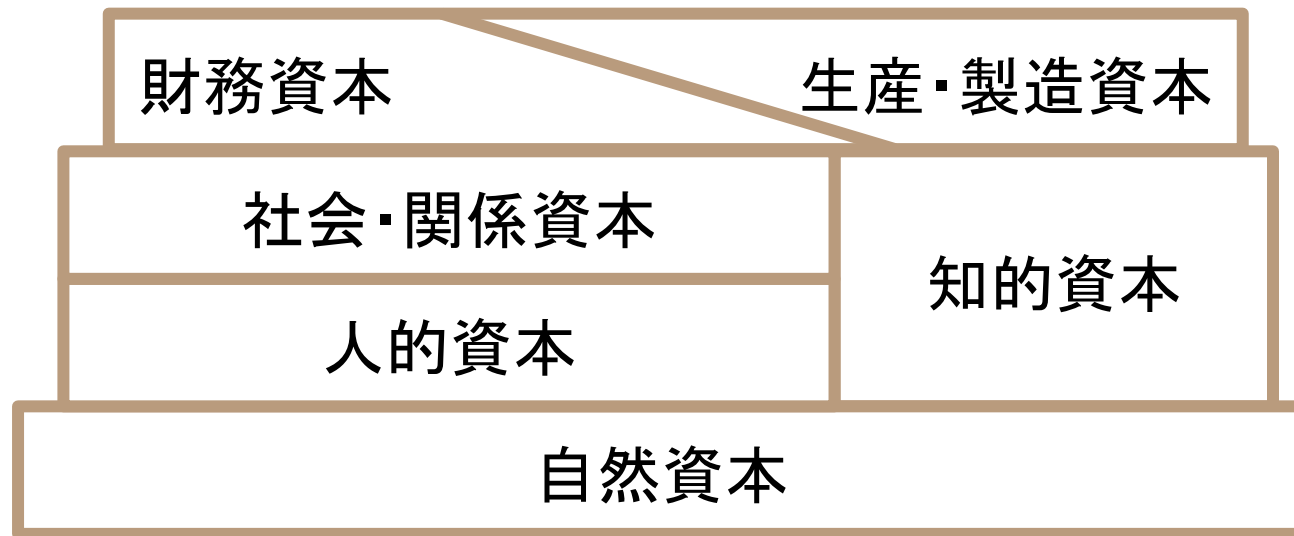 財務資本
生産・製造資本
社会・関係資本
知的資本
人的資本
自然資本